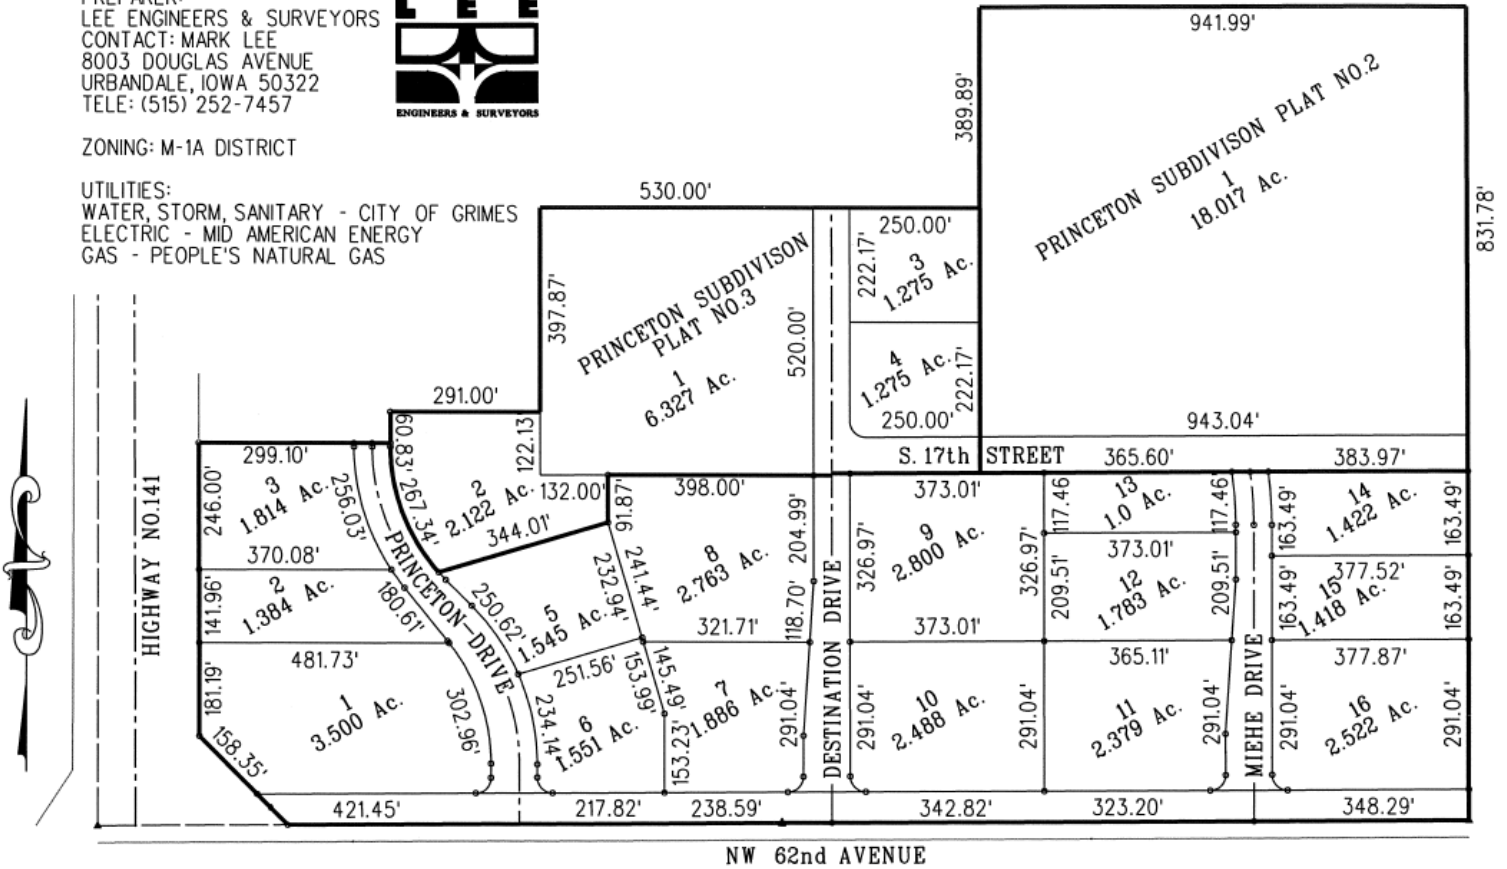 PREPARER:
LEE ENGINEERS & SURVEYORS
CONTACT: MARK LEE
8003 DOUGLAS AVENUE
URBANDALE, IOWA 50322
TELE: (515) 252-7457
LEE
ENGINEERS & SURVEYORS
ZONING: M-1A DISTRICT
UTILITIES:
WATER, STORM, SANITARY - CITY OF GRIMES
ELECTRIC - MID AMERICAN ENERGY
GAS - PEOPLE'S NATURAL GAS
941.99'
389.89'
PRINCETON SUBDIVISON PLAT NO.2
1
18.017 Ac.
831.78'
943.04'
530.00'
397.87'
PRINCETON SUBDIVISON
PLAT NO.3
1
6.327 Ac.
520.00'
250.00'
222.17'
3
1.275 Ac.
4
1.275 Ac.
222.17'
250.00'
S. 17th STREET
365.60'
383.97'
291.00'
60.83'
122.13'
267.34'
2
2.122 Ac.
132.00'
344.01'
91.87'
299.10'
246.00'
3
1.814 Ac.
256.03'
370.08'
141.96'
2
1.384 Ac.
180.61'
481.73'
181.19'
1
3.500 Ac.
302.96'
158.35'
421.45'
HIGHWAY NO.141
PRINCETON DRIVE
250.62'
5
1.545 Ac.
232.94'
241.44'
251.56'
234.14'
6
1.551 Ac.
153.99'
145.49'
153.23'
217.82'
398.00'
8
2.763 Ac.
204.99'
118.70'
321.71'
7
1.886 Ac.
291.04'
238.59'
DESTINATION DRIVE
373.01'
326.97'
9
2.800 Ac.
326.97'
373.01'
291.04'
10
2.488 Ac.
291.04'
342.82'
117.46
13
1.0 Ac.
117.46'
373.01'
209.51'
12
1.783 Ac.
209.51'
365.11'
11
2.379 Ac.
291.04'
323.20'
MIEHE DRIVE
163.49'
14
1.422 Ac.
163.49'
377.52'
163.49'
15
1.418 Ac.
163.49'
377.87'
291.04'
16
2.522 Ac.
291.04'
348.29'
NW 62nd AVENUE